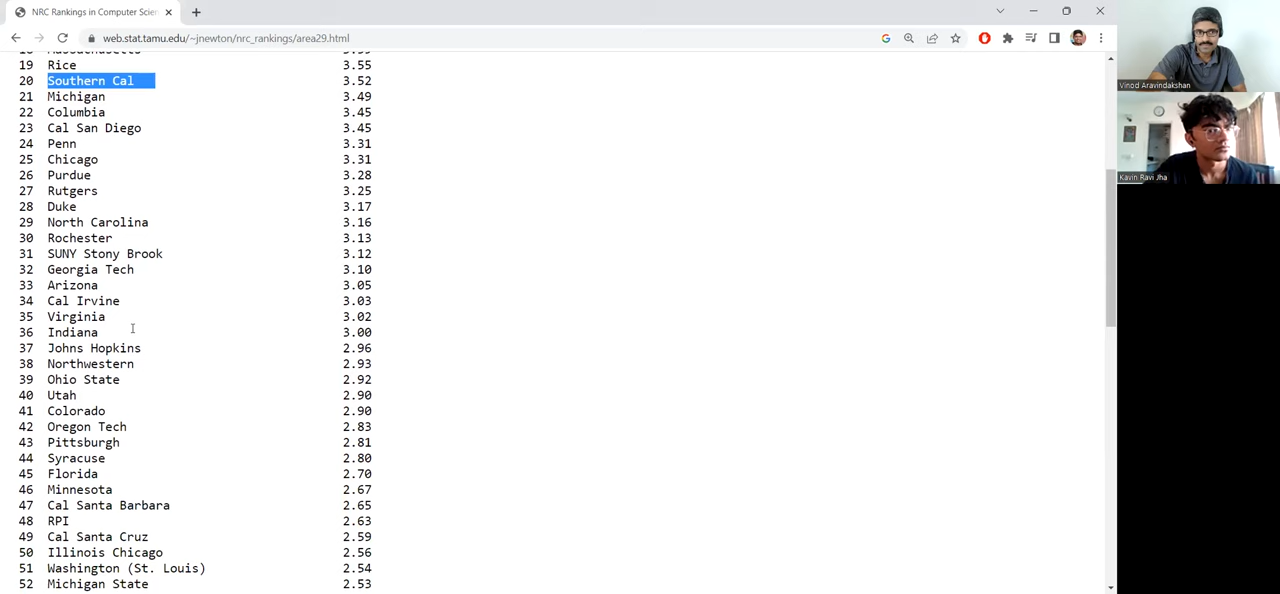 NRC Rankings in Computer Scien
web.stat.tamu.edu/~jnewton/nrc_rankings/area29.html
18 Massachusetts 3.55
19 Rice 3.55
20 Southern Cal 3.52
21 Michigan 3.49
22 Columbia 3.45
23 Cal San Diego 3.45
24 Penn 3.31
25 Chicago 3.31
26 Purdue 3.28
27 Rutgers 3.25
28 Duke 3.17
29 North Carolina 3.16
30 Rochester 3.13
31 SUNY Stony Brook 3.12
32 Georgia Tech 3.10
33 Arizona 3.05
34 Cal Irvine 3.03
35 Virginia 3.02
36 Indiana 3.00
37 Johns Hopkins 2.96
38 Northwestern 2.93
39 Ohio State 2.92
40 Utah 2.90
41 Colorado 2.90
42 Oregon Tech 2.83
43 Pittsburgh 2.81
44 Syracuse 2.80
45 Florida 2.70
46 Minnesota 2.67
47 Cal Santa Barbara 2.65
48 RPI 2.63
49 Cal Santa Cruz 2.59
50 Illinois Chicago 2.56
51 Washington (St. Louis) 2.54
52 Michigan State 2.53
Vinod Aravindakshan
Kavin Ravi Jha